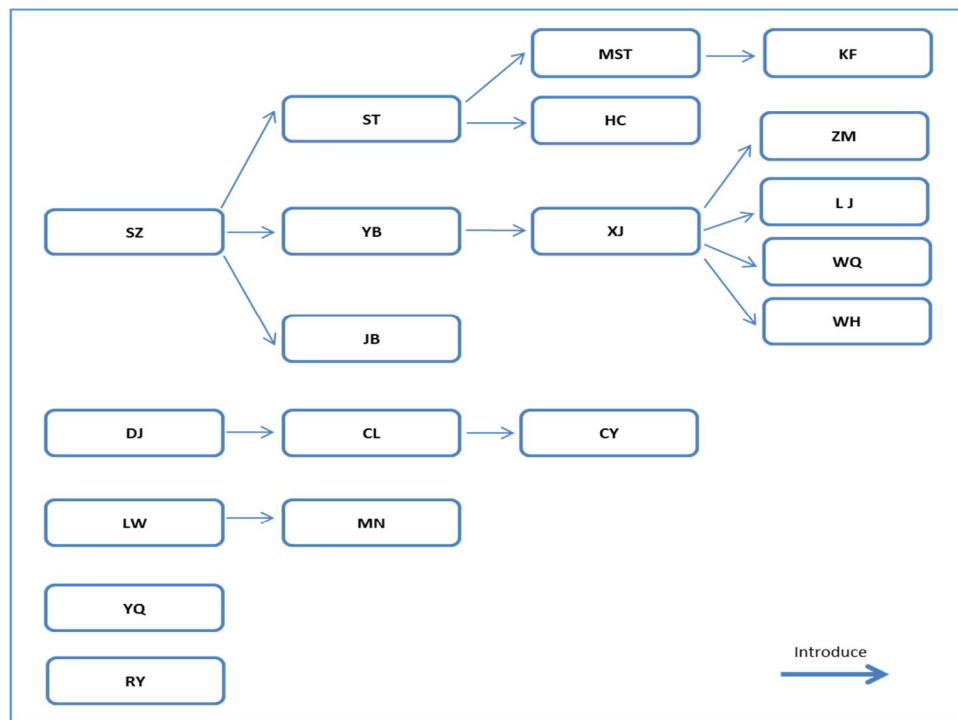 MST
KF
ST
HC
ZM
L J
SZ
YB
XJ
WQ
WH
JB
DJ
CL
CY
LW
MN
YQ
RY
Introduce